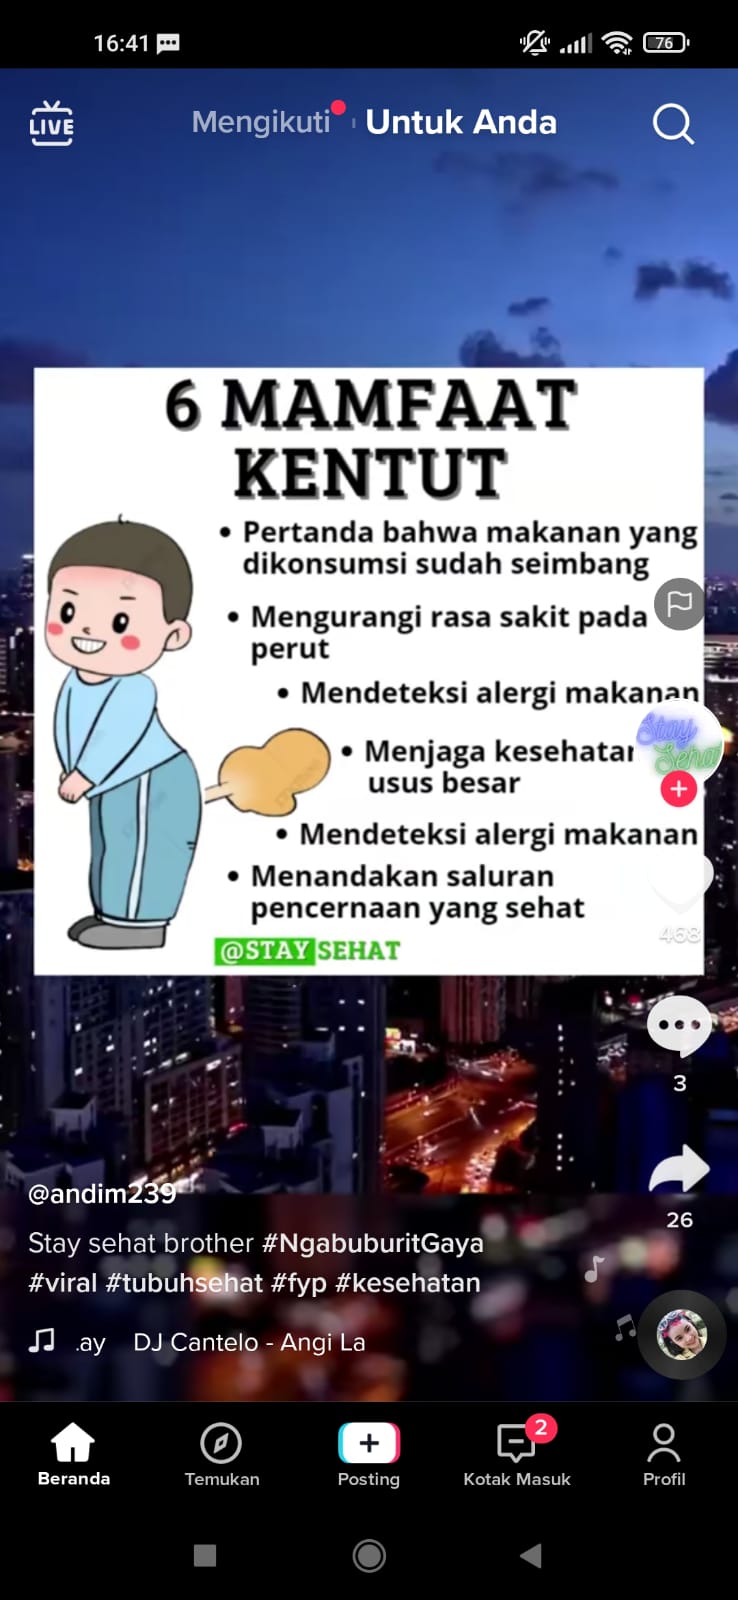 16:41
76
LIVE
Mengikuti
Untuk Anda
6 MAMFAAT
KENTUT
• Pertanda bahwa makanan yang
dikonsumsi sudah seimbang
• Mengurangi rasa sakit pada
perut
• Mendeteksi alergi makanan
• Menjaga kesehatan
usus besar
• Mendeteksi alergi makanan
• Menandakan saluran
pencernaan yang sehat
@STAY SEHAT
Stay
Sehat
468
3
26
@andim239
Stay sehat brother #NgabuburitGaya
#viral #tubuhsehat #fyp #kesehatan
.ay DJ Cantelo - Angi La
2
Beranda
Temukan
Posting
Kotak Masuk
Profil